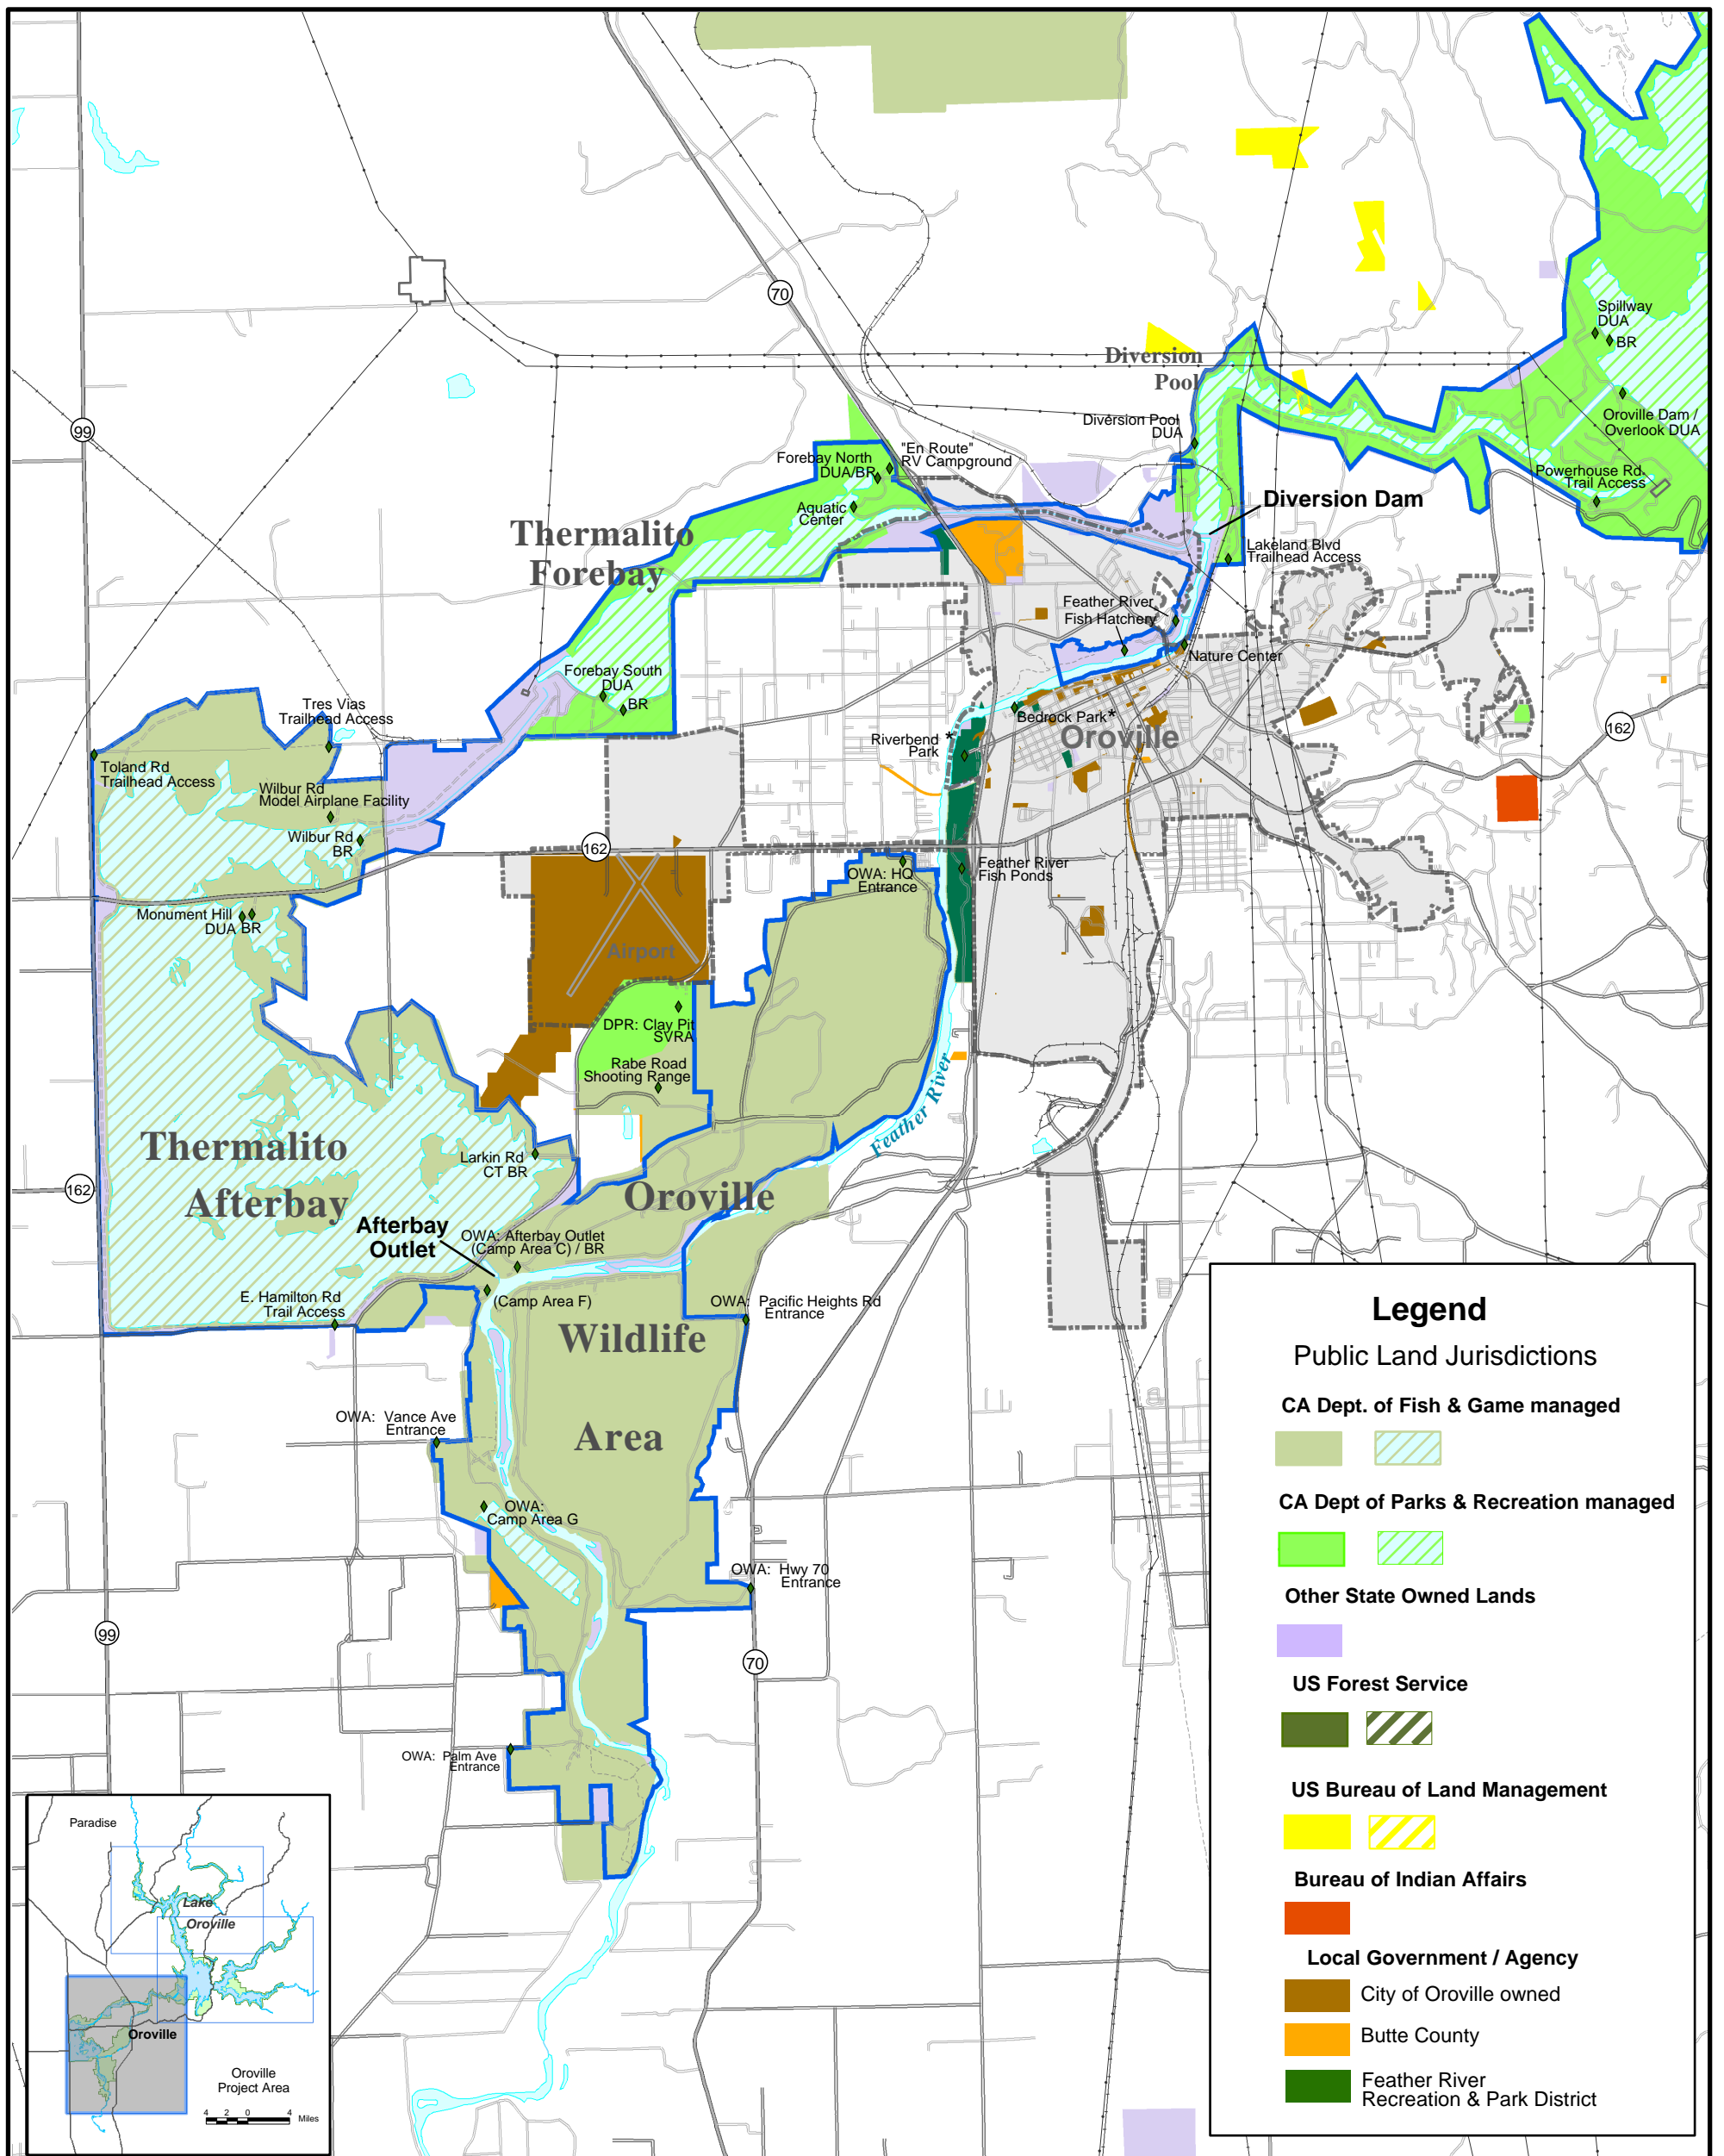 70
Spillway
DUA
BR
Diversion
Pool
Oroville Dam /
Overlook DUA
99
Diversion Pool
DUA
"En Route"
RV Campground
Forebay North
DUA/BR
Powerhouse Rd.
Trail Access
Aquatic
Center
Diversion Dam
Thermalito
Forebay
Lakeland Blvd
Trailhead Access
Feather River
Fish Hatchery
Nature Center
Forebay South
DUA
BR
Tres Vias
Trailhead Access
Bedrock Park*
162
Riverbend *
Park
Oroville
Toland Rd
Trailhead Access
Wilbur Rd
Model Airplane Facility
Wilbur Rd
BR
162
OWA: HQ
Entrance
Feather River
Fish Ponds
Monument Hill
DUA BR
Airport
DPR: Clay Pit
SVRA
Rabe Road
Shooting Range
Feather River
Thermalito
Afterbay
Larkin Rd
CT BR
162
Oroville
Afterbay
Outlet
OWA: Afterbay Outlet
(Camp Area C) / BR
E. Hamilton Rd
Trail Access
(Camp Area F)
OWA: Pacific Heights Rd
Entrance
Wildlife
Area
OWA: Vance Ave
Entrance
OWA:
Camp Area G
OWA: Hwy 70
Entrance
99
70
OWA: Palm Ave
Entrance
Legend
Public Land Jurisdictions
CA Dept. of Fish & Game managed
CA Dept of Parks & Recreation managed
Other State Owned Lands
US Forest Service
US Bureau of Land Management
Bureau of Indian Affairs
Local Government / Agency
City of Oroville owned
Butte County
Feather River
Recreation & Park District
Paradise
Lake
Oroville
Oroville
Oroville
Project Area
4 2 0 4
Miles